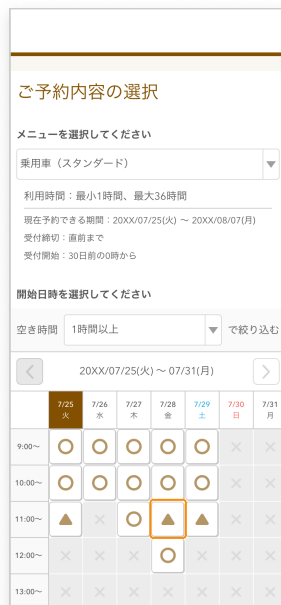 ご予約内容の選択
メニューを選択してください
乗用車（スタンダード）
利用時間：最小1時間、最大36時間
現在予約できる期間：20XX/07/25(火) ～ 20XX/08/07(月)
受付締切：直前まで
受付開始：30日前の0時から
開始日時を選択してください
空き時間 1時間以上 で絞り込む
20XX/07/25(火)～ 07/31(月)
7/25 7/26 7/27 7/28 7/29 7/30 7/31
火 水 木 金 土 日 月
9:00～ ○ ○ ○ ○ ○ × ×
10:00～ ○ ○ ○ ○ ○ × ×
11:00～ ▲ × ○ ▲ ▲ × ×
12:00～ × × × ○ × × ×
13:00～ × × × × × × ×